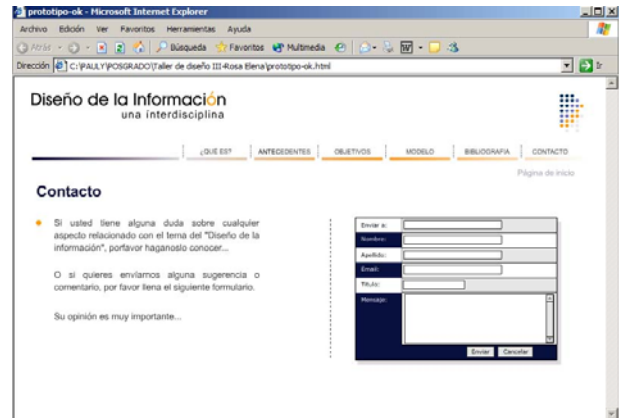 prototipo-ok - Microsoft Internet Explorer
Archivo Edición Ver Favoritos Herramientas Ayuda
Atrás Búsqueda Favoritos Multimedia
Dirección C:\PAULY\POSGRADO\Taller de diseño III-Rosa Elena\prototipo-ok.html Ir
Diseño de la Información
una interdisciplina
¿QUE ES? ANTECEDENTES OBJETIVOS MODELO BIBLIOGRAFIA CONTACTO
Página de inicio
Contacto
Si usted tiene alguna duda sobre cualquier
aspecto relacionado con el tema del "Diseño de la
información", porfavor haganoslo conocer...
O si quieres envíarnos alguna sugerencia o
comentario, por favor llena el siguiente formulario.
Su opinión es muy importante...
Enviar a:
Nombre:
Apellido:
Email:
Titulo:
Mensaje:
Enviar Cancelar